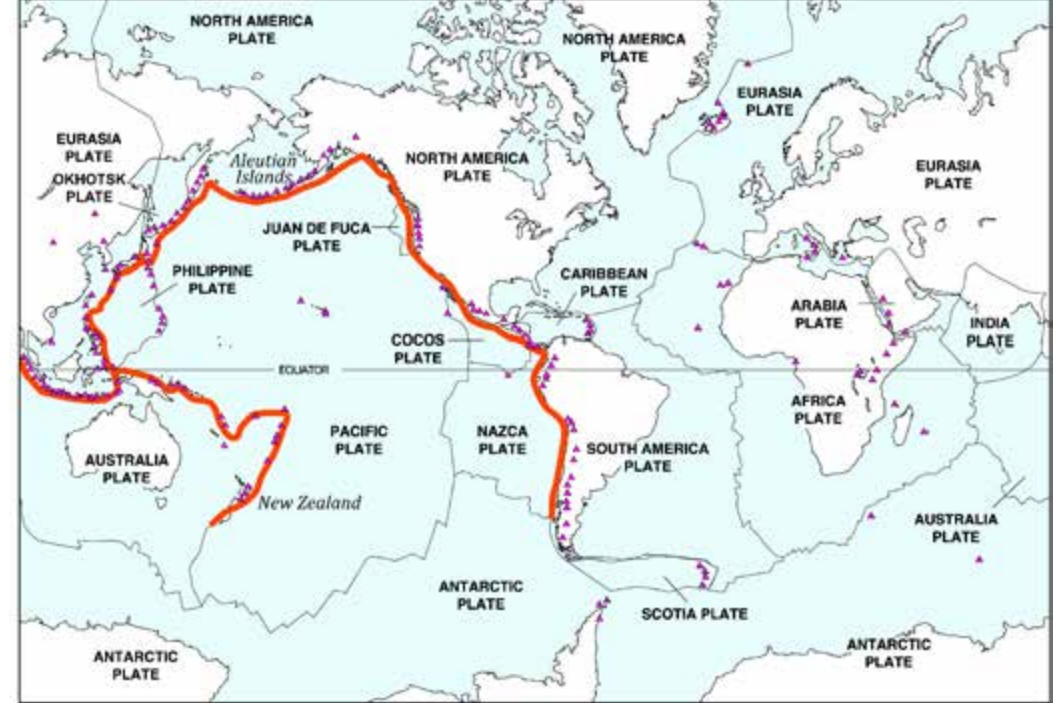 NORTH AMERICA
PLATE
NORTH AMERICA
PLATE
EURASIA
PLATE
EURASIA
PLATE
OKHOTSK
PLATE
Aleutian
Islands
NORTH AMERICA
PLATE
EURASIA
PLATE
JUAN DE FUCA
PLATE
PHILIPPINE
PLATE
CARIBBEAN
PLATE
ARABIA
PLATE
INDIA
PLATE
COCOS
PLATE
EQUATOR
AFRICA
PLATE
AUSTRALIA
PLATE
PACIFIC
PLATE
NAZCA
PLATE
SOUTH AMERICA
PLATE
New Zealand
AUSTRALIA
PLATE
ANTARCTIC
PLATE
SCOTIA PLATE
ANTARCTIC
PLATE
ANTARCTIC
PLATE